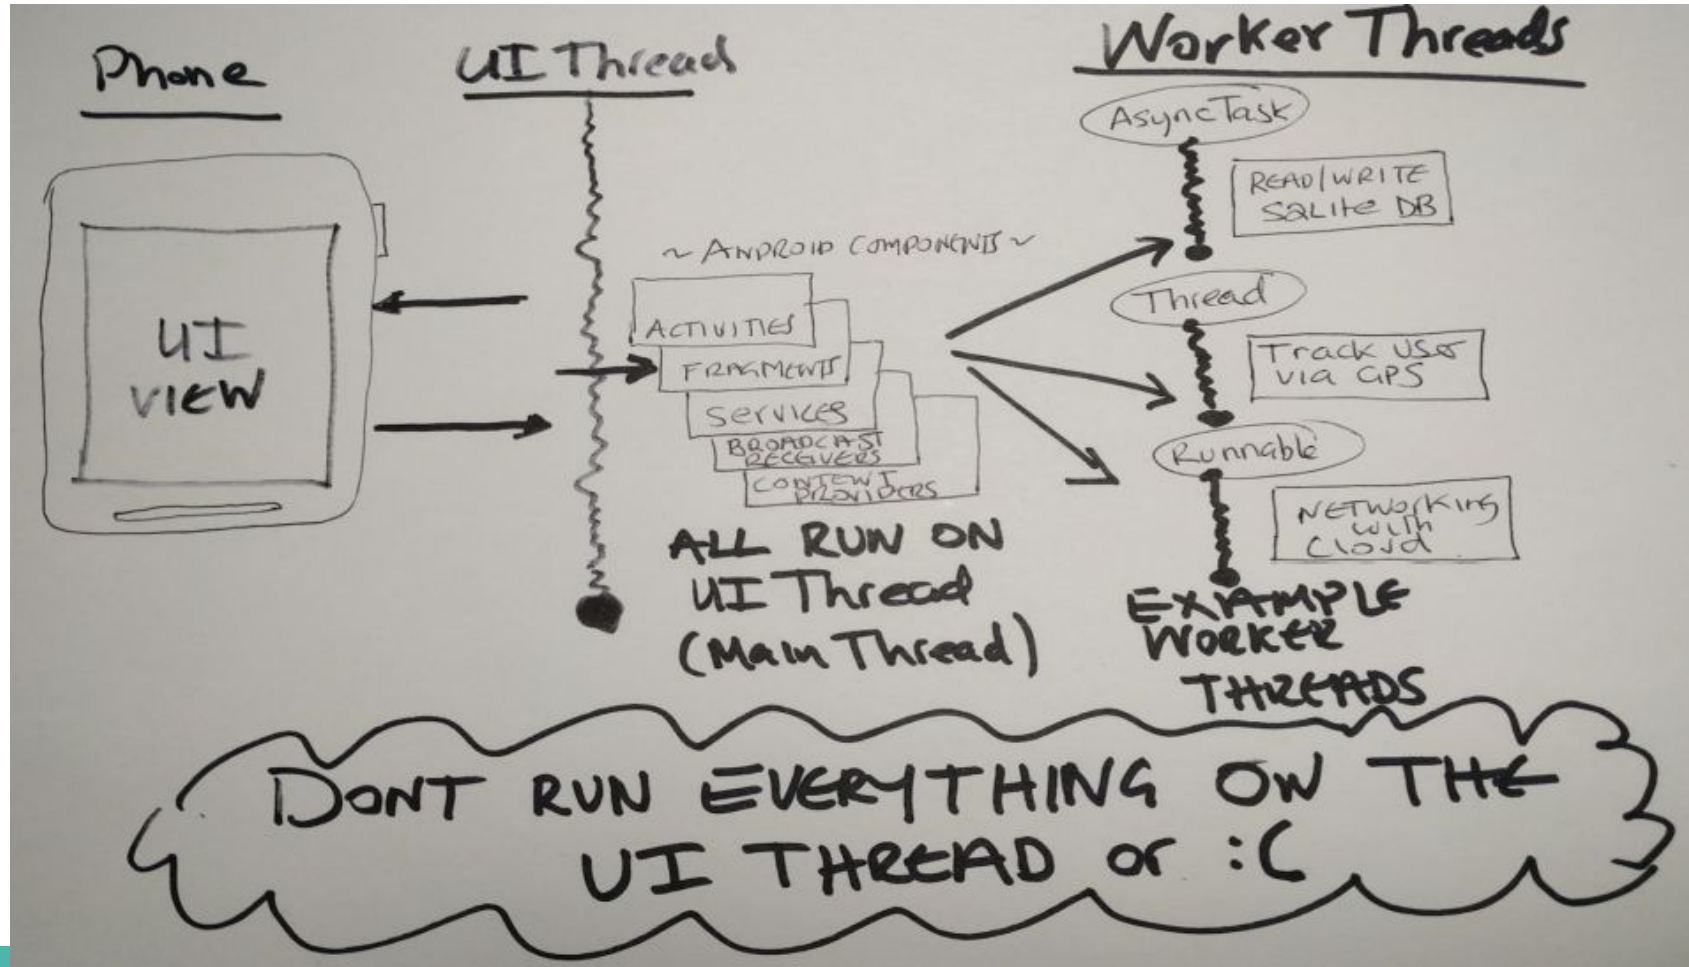 Phone
UI VIEW
UI Thread
~ ANDROID COMPONENTS ~
ACTIVITIES
FRAGMENTS
Services
BROADCAST
RECEIVERS
CONTENT
PROVIDERS
ALL RUN ON
UI Thread
(Main Thread)
Worker Threads
AsyncTask
READ/WRITE
SQLite DB
Thread
Track User
via GPS
Runnable
NETWORKING
with
Cloud
EXAMPLE
WORKER
THREADS
DONT RUN EVERYTHING ON THE
UI THREAD or :(